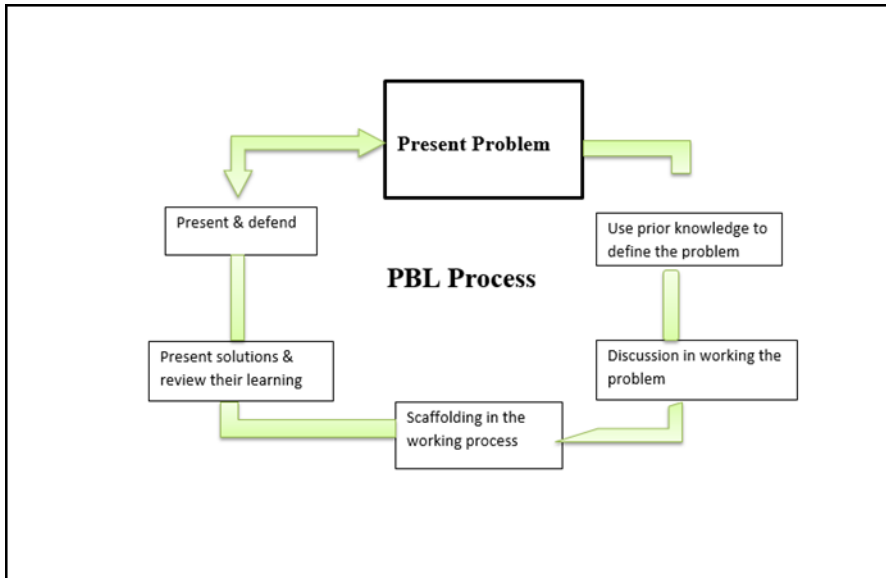 Present Problem
Present & defend
Use prior knowledge to
define the problem
PBL Process
Present solutions &
review their learning
Discussion in working the
problem
Scaffolding in the
working process